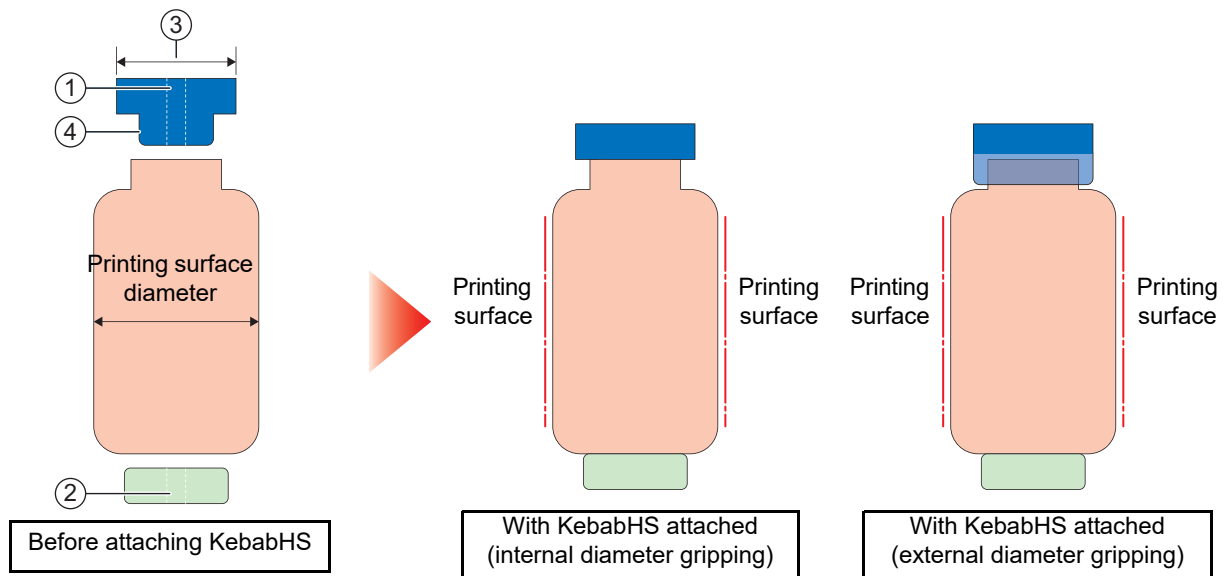 3
1
4
Printing surface
diameter
2
Before attaching KebabHS
Printing
surface
Printing
surface
With KebabHS attached
(internal diameter gripping)
Printing
surface
Printing
surface
With KebabHS attached
(external diameter gripping)